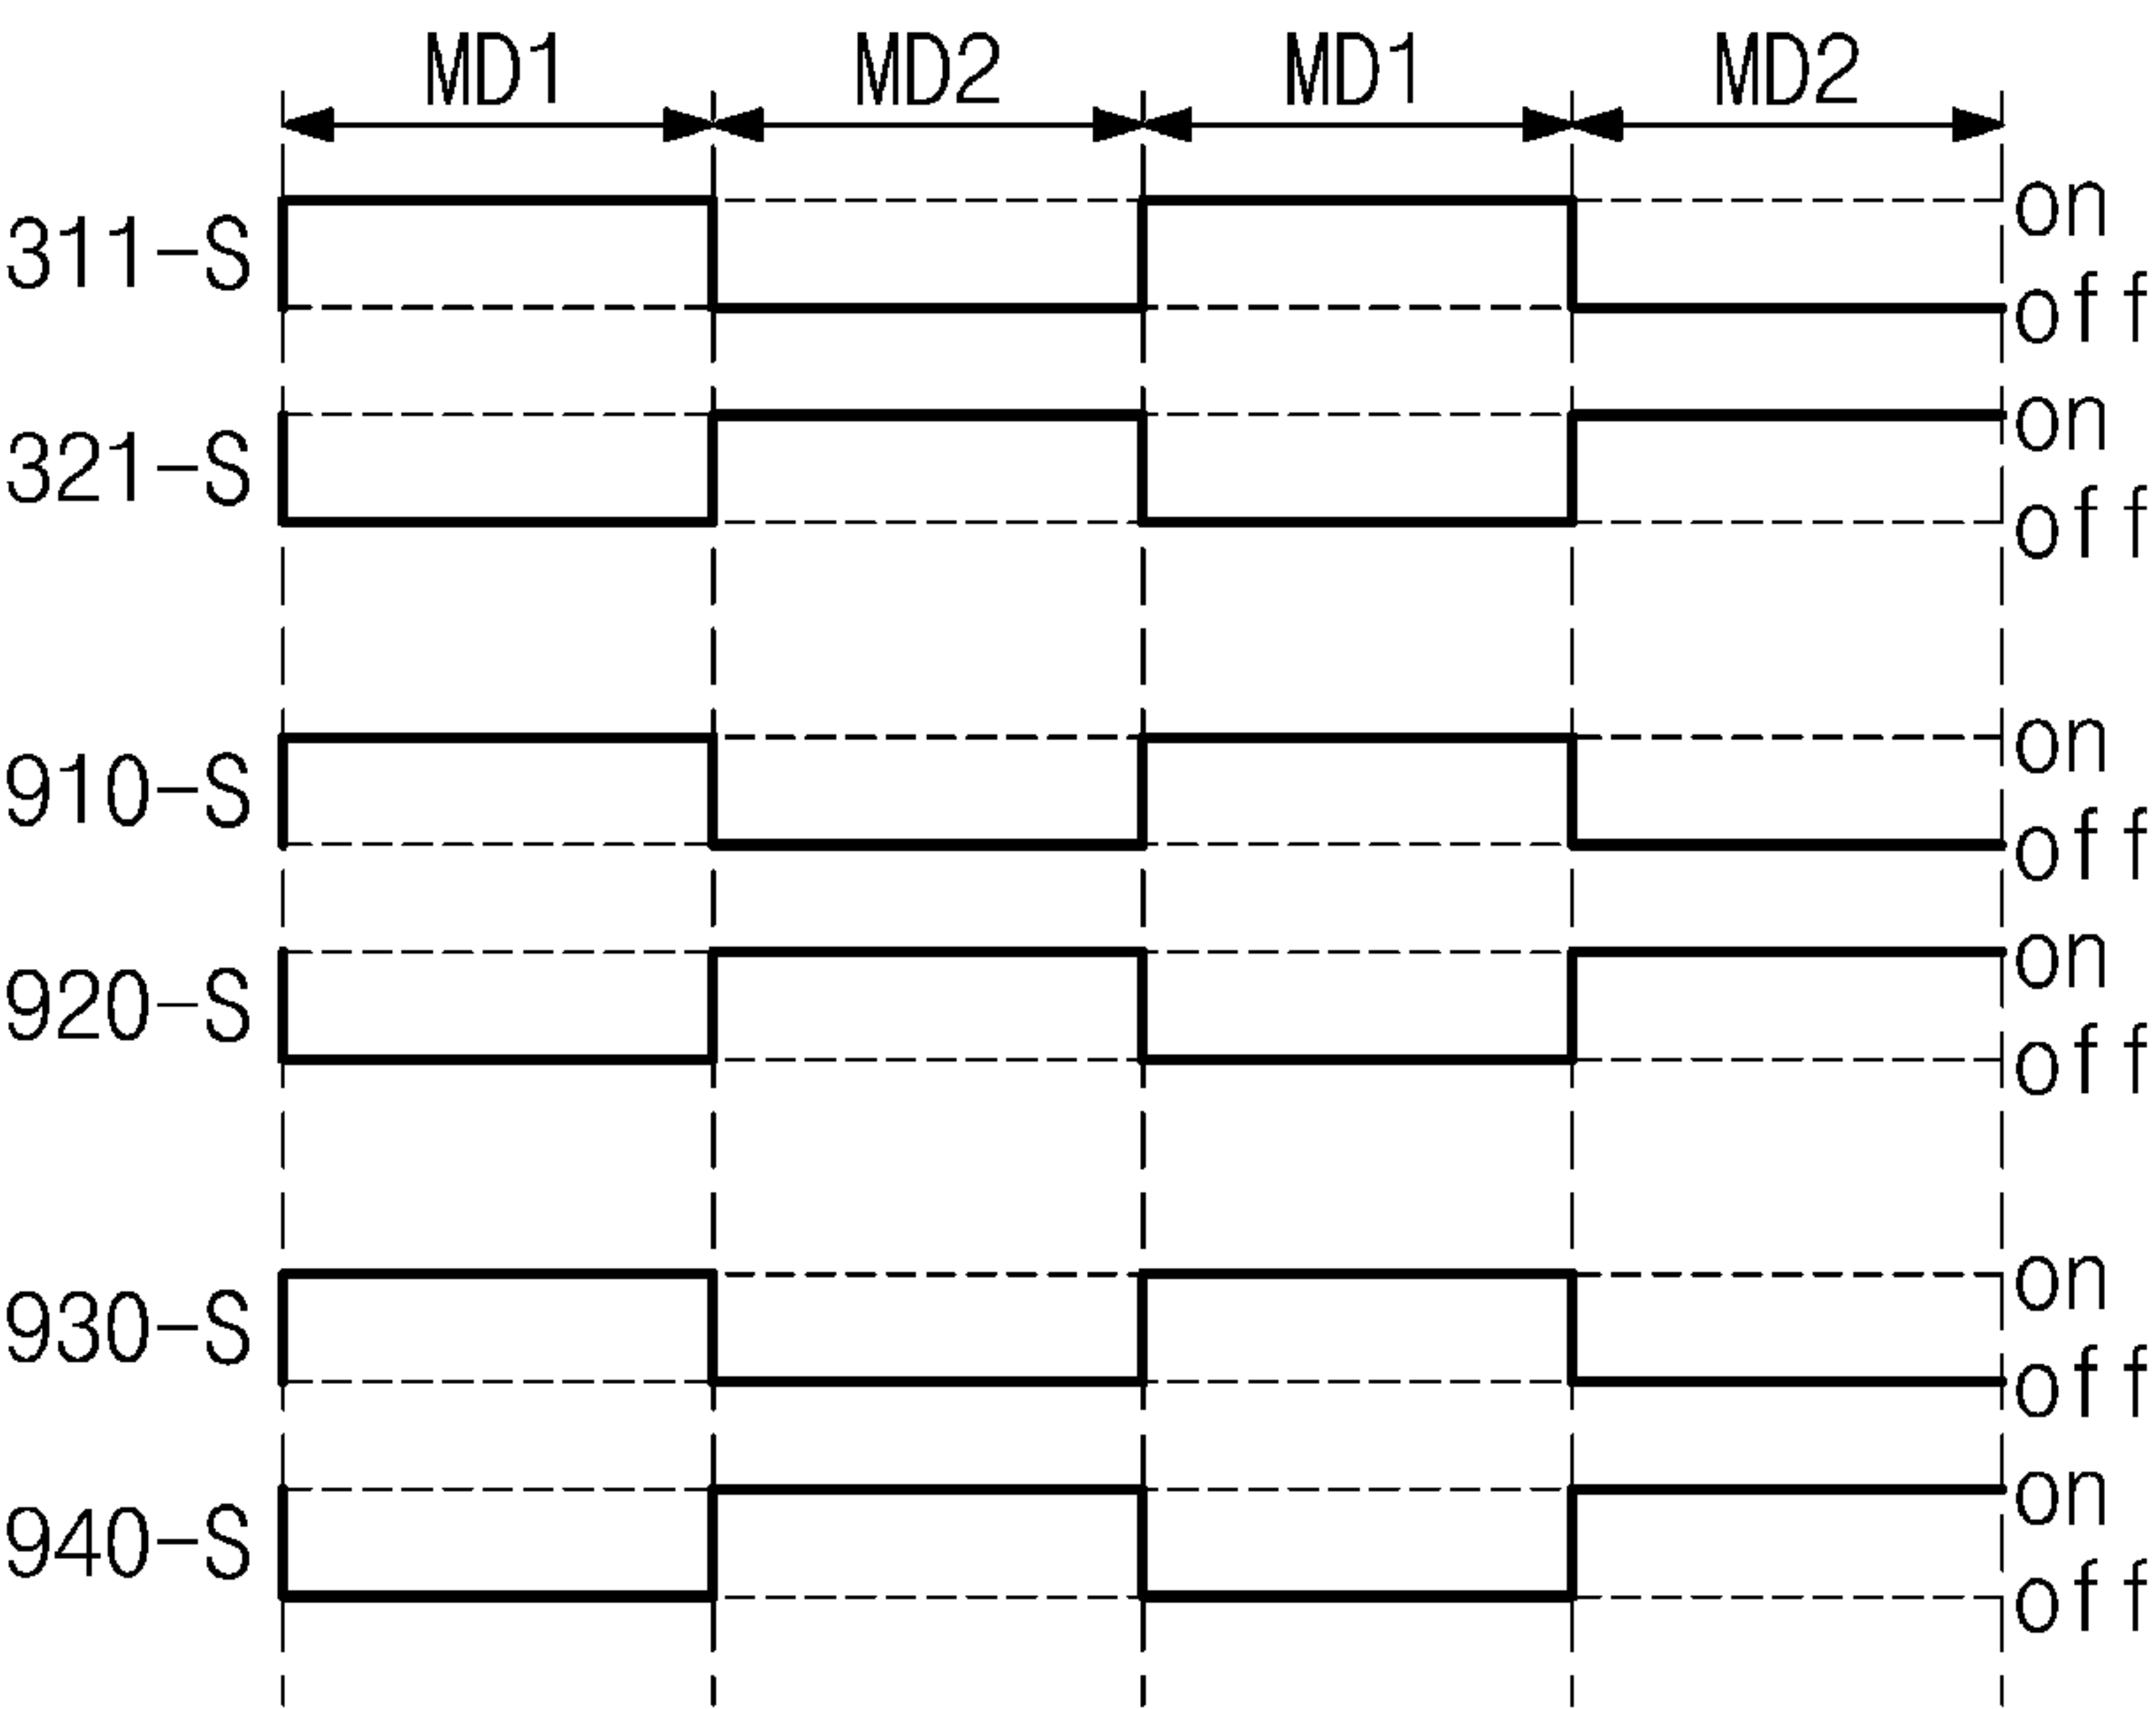 MD1 MD2 MD1 MD2
on
311-S
off
on
321-S
off
on
910-S
off
on
920-S
off
on
930-S
off
on
940-S
off